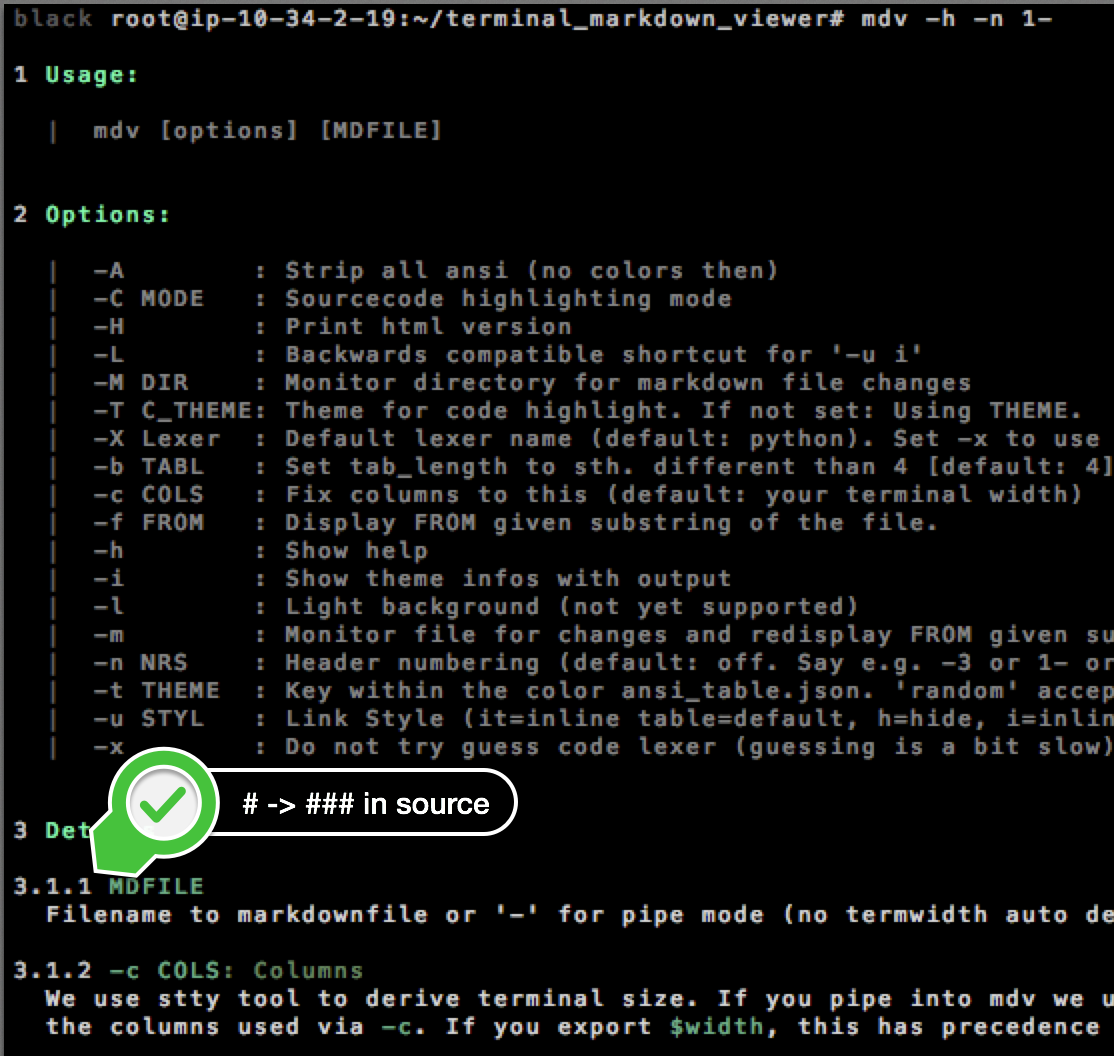 black root@ip-10-34-2-19:~/terminal_markdown_viewer# mdv -h -n 1-
1 Usage:
| mdv [options] [MDFILE]
2 Options:
| -A : Strip all ansi (no colors then)
| -C MODE : Sourcecode highlighting mode
| -H : Print html version
| -L : Backwards compatible shortcut for '-u i'
| -M DIR : Monitor directory for markdown file changes
| -T C_THEME: Theme for code highlight. If not set: Using THEME.
| -X Lexer : Default lexer name (default: python). Set -x to use
| -b TABL : Set tab_length to sth. different than 4 [default: 4]
| -c COLS : Fix columns to this (default: your terminal width)
| -f FROM : Display FROM given substring of the file.
| -h : Show help
| -i : Show theme infos with output
| -l : Light background (not yet supported)
| -m : Monitor file for changes and redisplay FROM given su
| -n NRS : Header numbering (default: off. Say e.g. -3 or 1- or
| -t THEME : Key within the color ansi_table.json. 'random' accep
| -u STYL : Link Style (it=inline table=default, h=hide, i=inlin
| -x : Do not try guess code lexer (guessing is a bit slow)
# -> ### in source
3 Det
3.1.1 MDFILE
Filename to markdownfile or '-' for pipe mode (no termwidth auto de
3.1.2 -c COLS: Columns
We use stty tool to derive terminal size. If you pipe into mdv we u
the columns used via -c. If you export $width, this has precedence